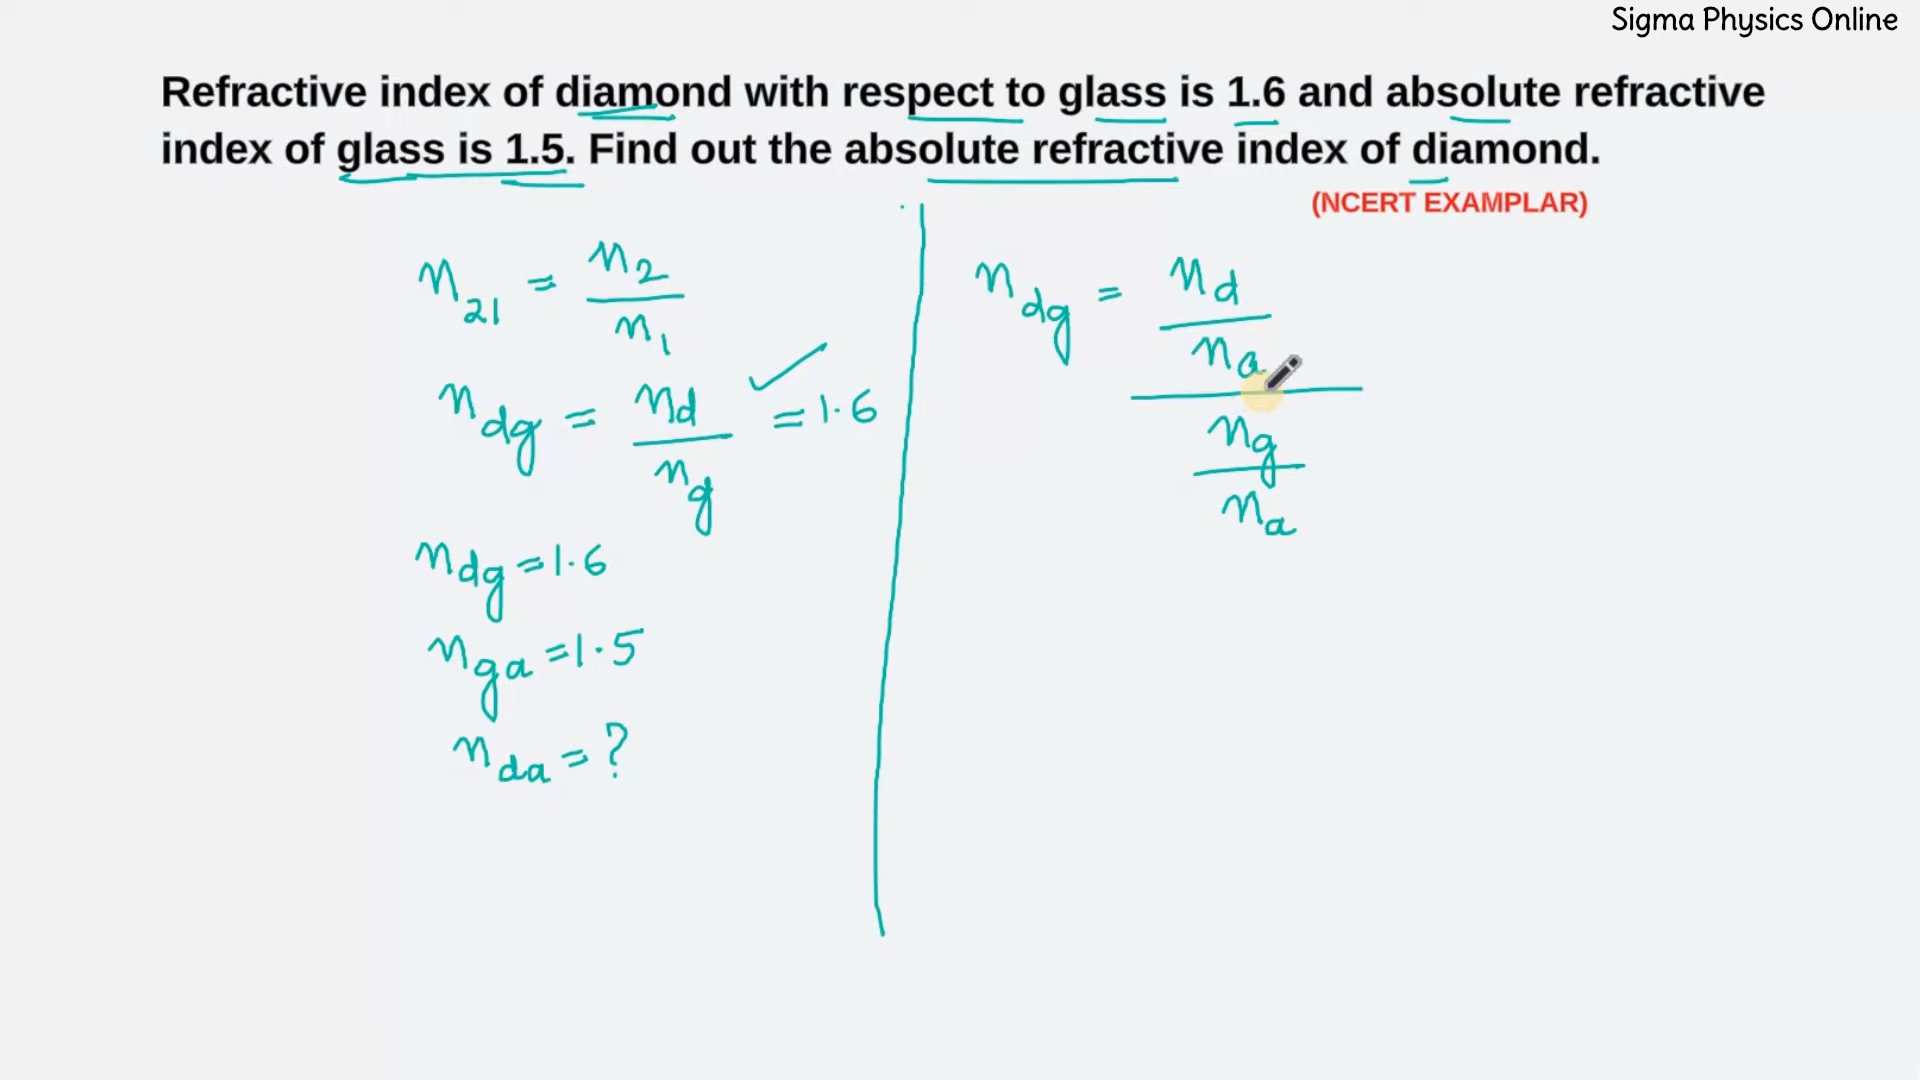 Sigma Physics Online
Refractive index of diamond with respect to glass is 1.6 and absolute refractive
index of glass is 1.5. Find out the absolute refractive index of diamond.
(NCERT EXAMPLAR)
n21 = n2/n1
ndg = nd/ng = 1.6
ndg = 1.6
nga = 1.5
nda = ?
ndg = nd/na / ng/na